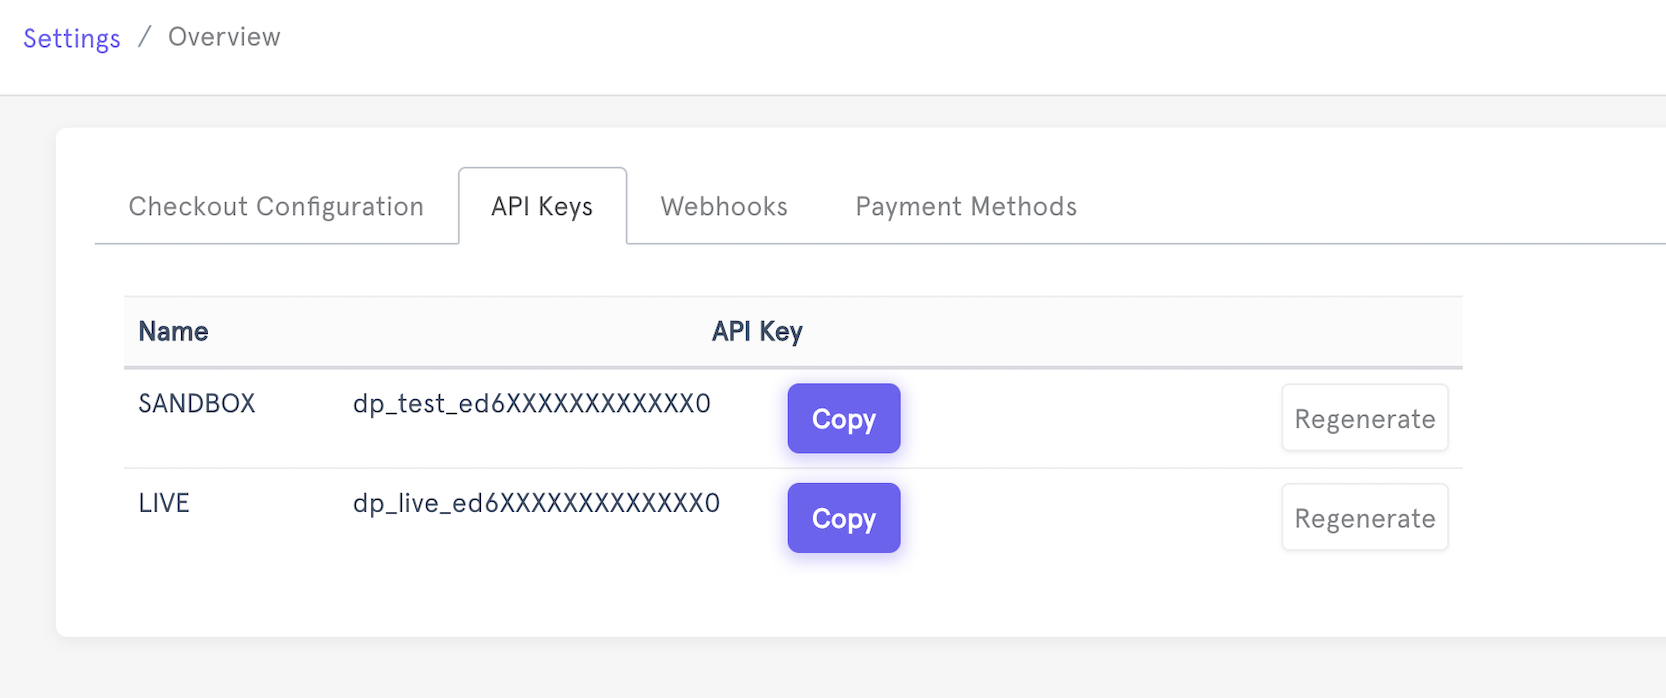 Settings / Overview
Checkout Configuration API Keys Webhooks Payment Methods
Name API Key
SANDBOX dp_test_ed6XXXXXXXXXXXX0 Copy Regenerate
LIVE dp_live_ed6XXXXXXXXXXXXX0 Copy Regenerate